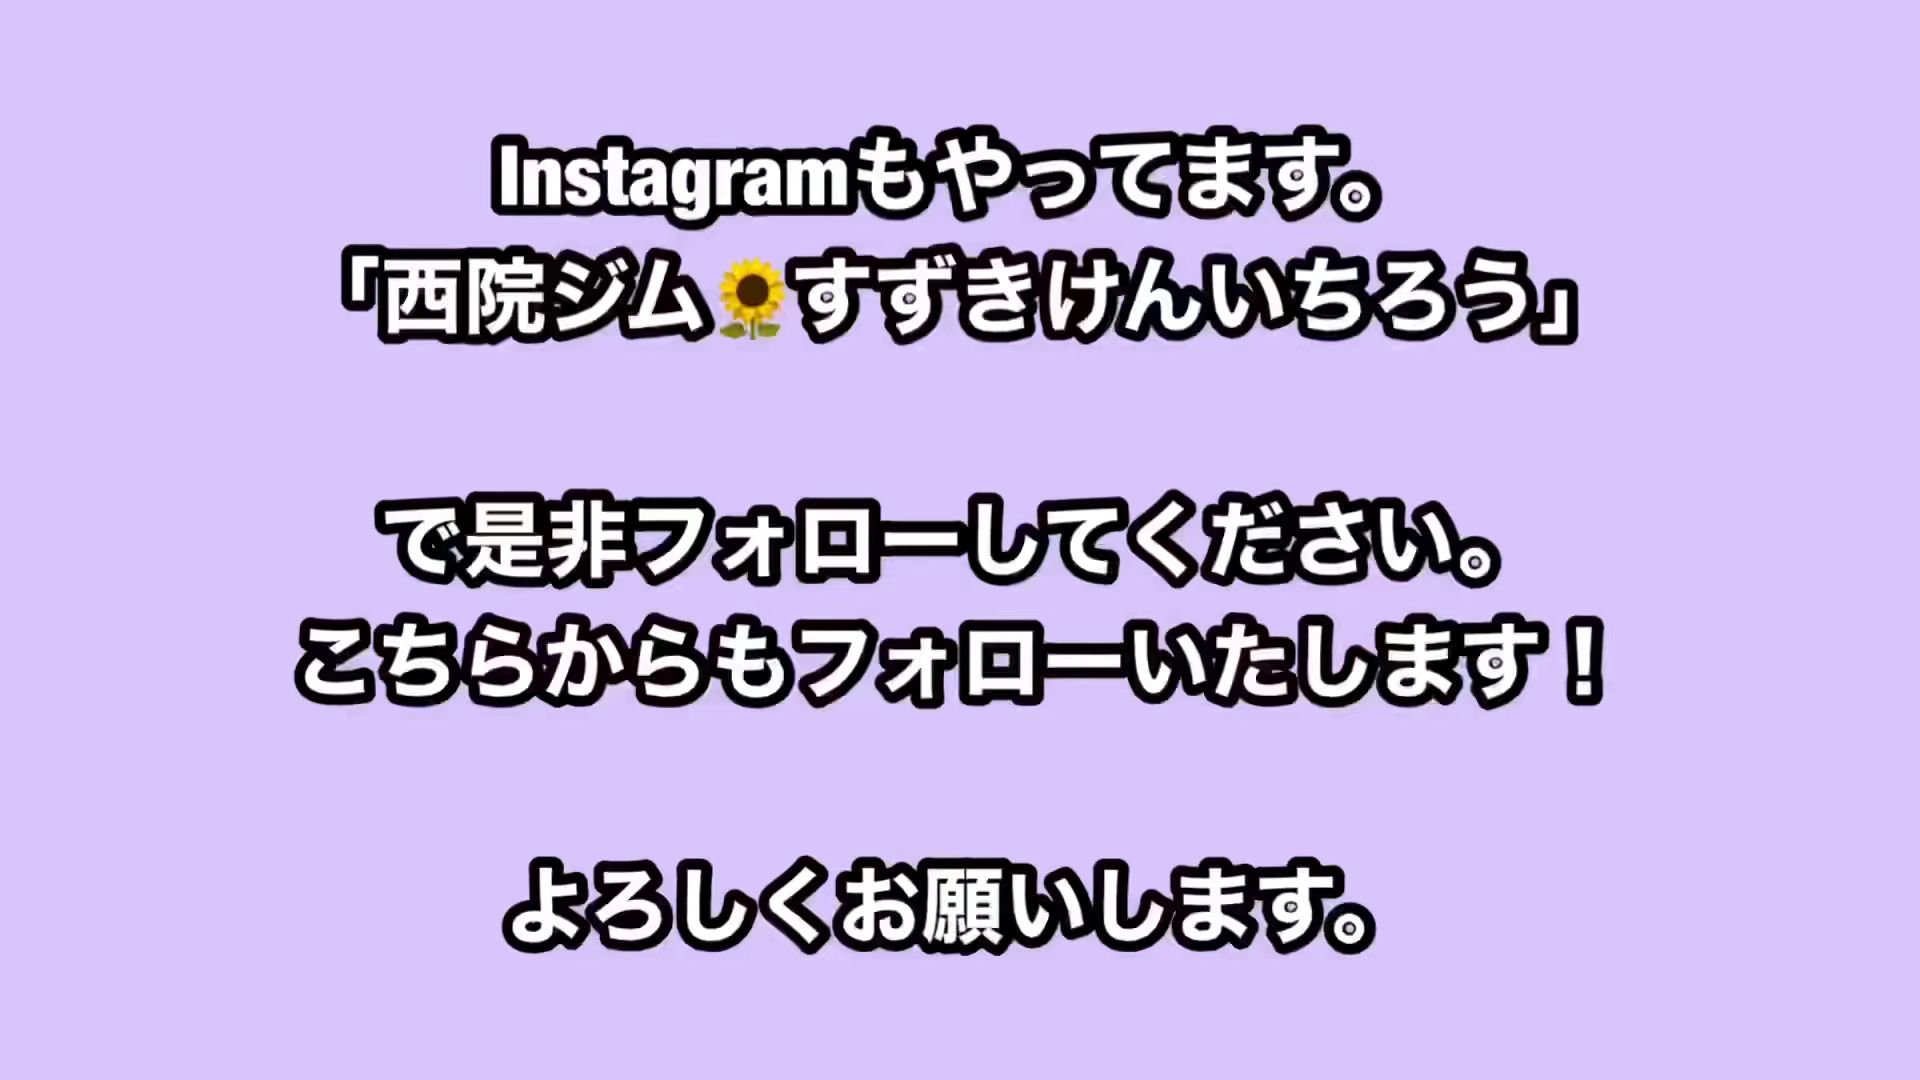 Instagramもやってます。
「西院ジム🌻すずきけんいちろう」
で是非フォローしてください。
こちらからもフォローいたします！
よろしくお願いします。